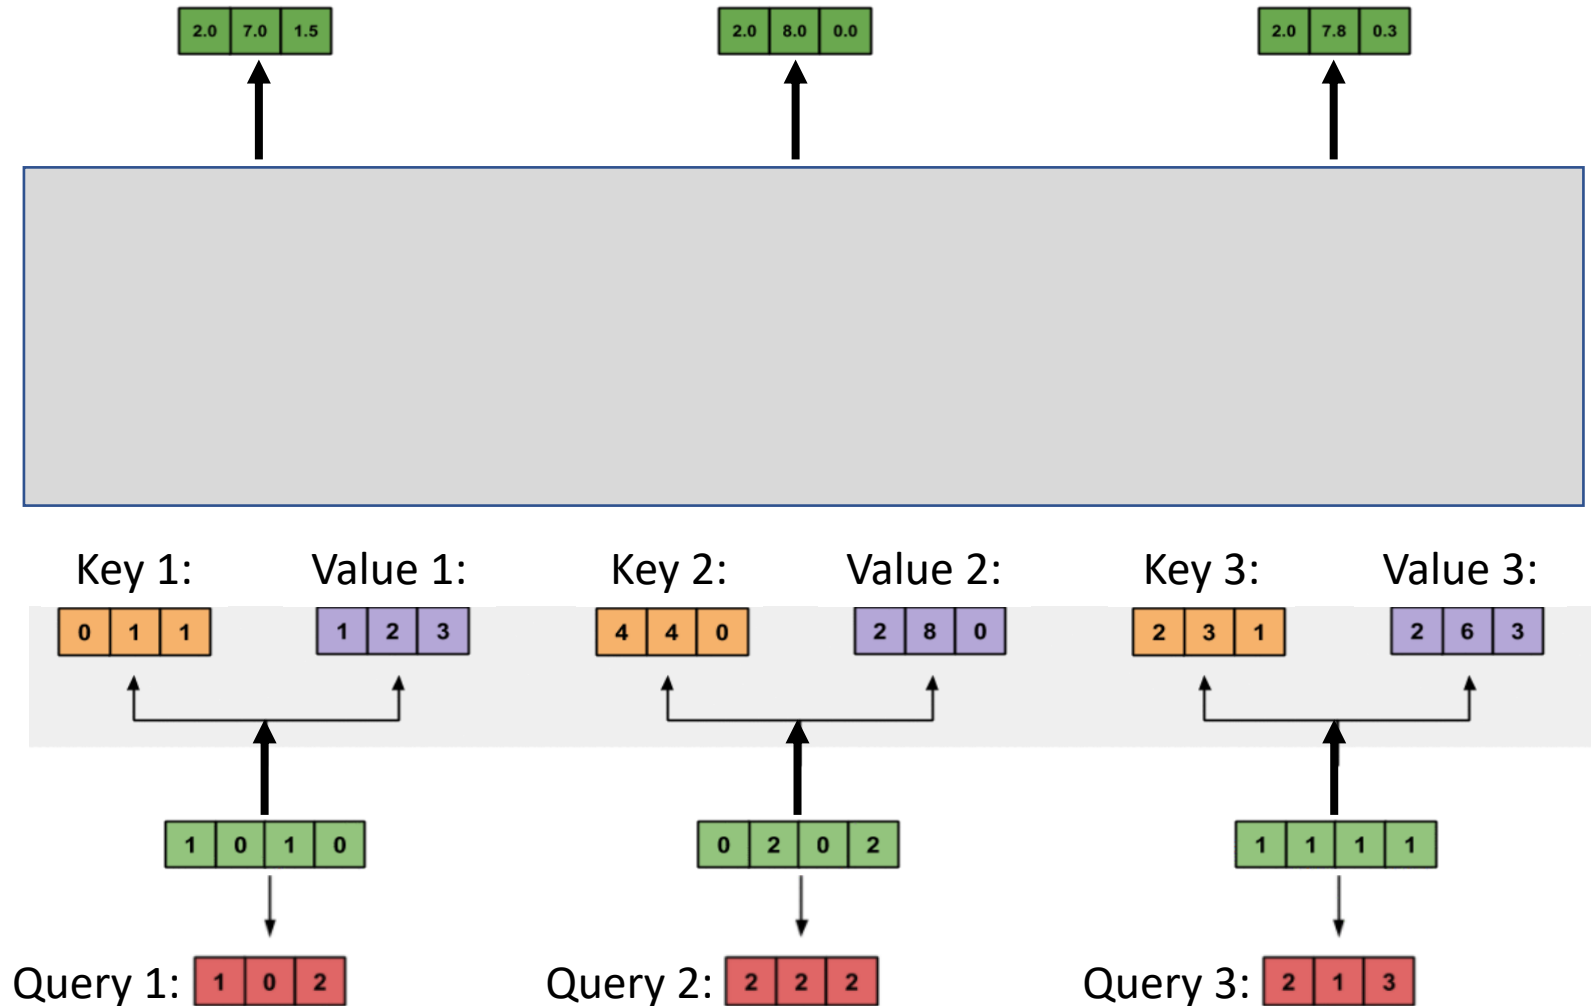 2.0 7.0 1.5 2.0 8.0 0.0 2.0 7.8 0.3
Key 1: Value 1: Key 2: Value 2: Key 3: Value 3:
0 1 1 1 2 3 4 4 0 2 8 0 2 3 1 2 6 3
1 0 1 0 0 2 0 2 1 1 1 1
Query 1: 1 0 2 Query 2: 2 2 2 Query 3: 2 1 3